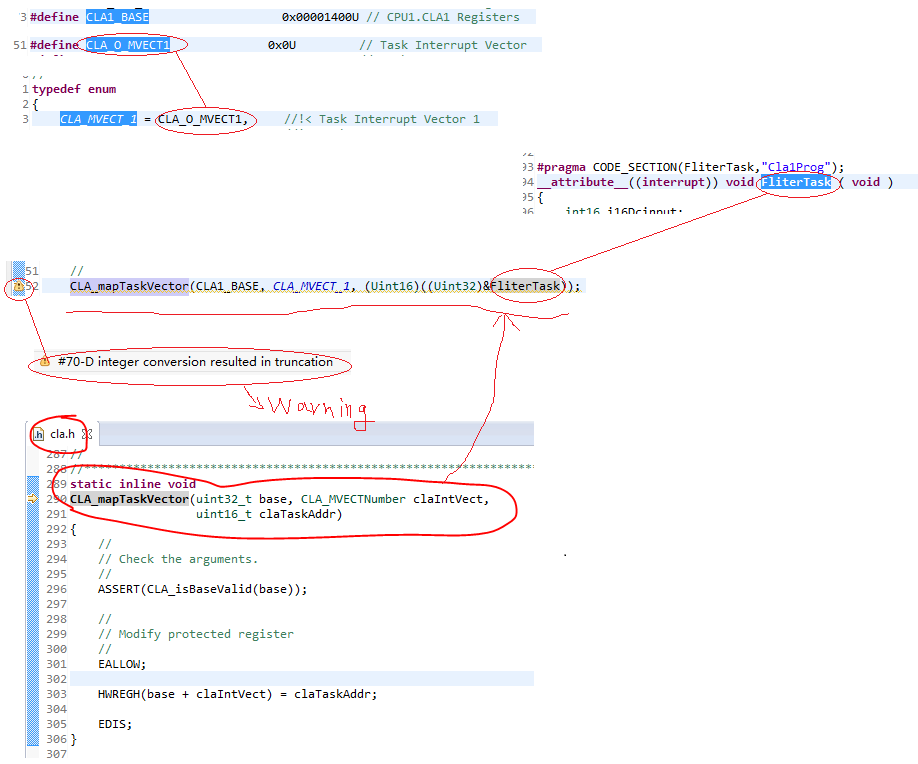 3 #define CLA1_BASE 0x00001400U // CPU1.CLA1 Registers
51 #define CLA_O_MVECT1 0x0U // Task Interrupt Vector
//
1 typedef enum
2 {
3 CLA_MVECT_1 = CLA_O_MVECT1, //!< Task Interrupt Vector 1
92
93 #pragma CODE_SECTION(FliterTask,"Cla1Prog");
94 __attribute__((interrupt)) void FliterTask ( void )
95 {
96 int16 i16Dcinput;
51 //
52 CLA_mapTaskVector(CLA1_BASE, CLA_MVECT_1, (Uint16)((Uint32)&FliterTask));
#70-D integer conversion resulted in truncation
Warning
.h cla.h
287 //
288 //*****************************************************************
289 static inline void
290 CLA_mapTaskVector(uint32_t base, CLA_MVECTNumber claIntVect,
291 uint16_t claTaskAddr)
292 {
293 //
294 // Check the arguments.
295 //
296 ASSERT(CLA_isBaseValid(base));
297
298 //
299 // Modify protected register
300 //
301 EALLOW;
302
303 HWREGH(base + claIntVect) = claTaskAddr;
304
305 EDIS;
306 }
307